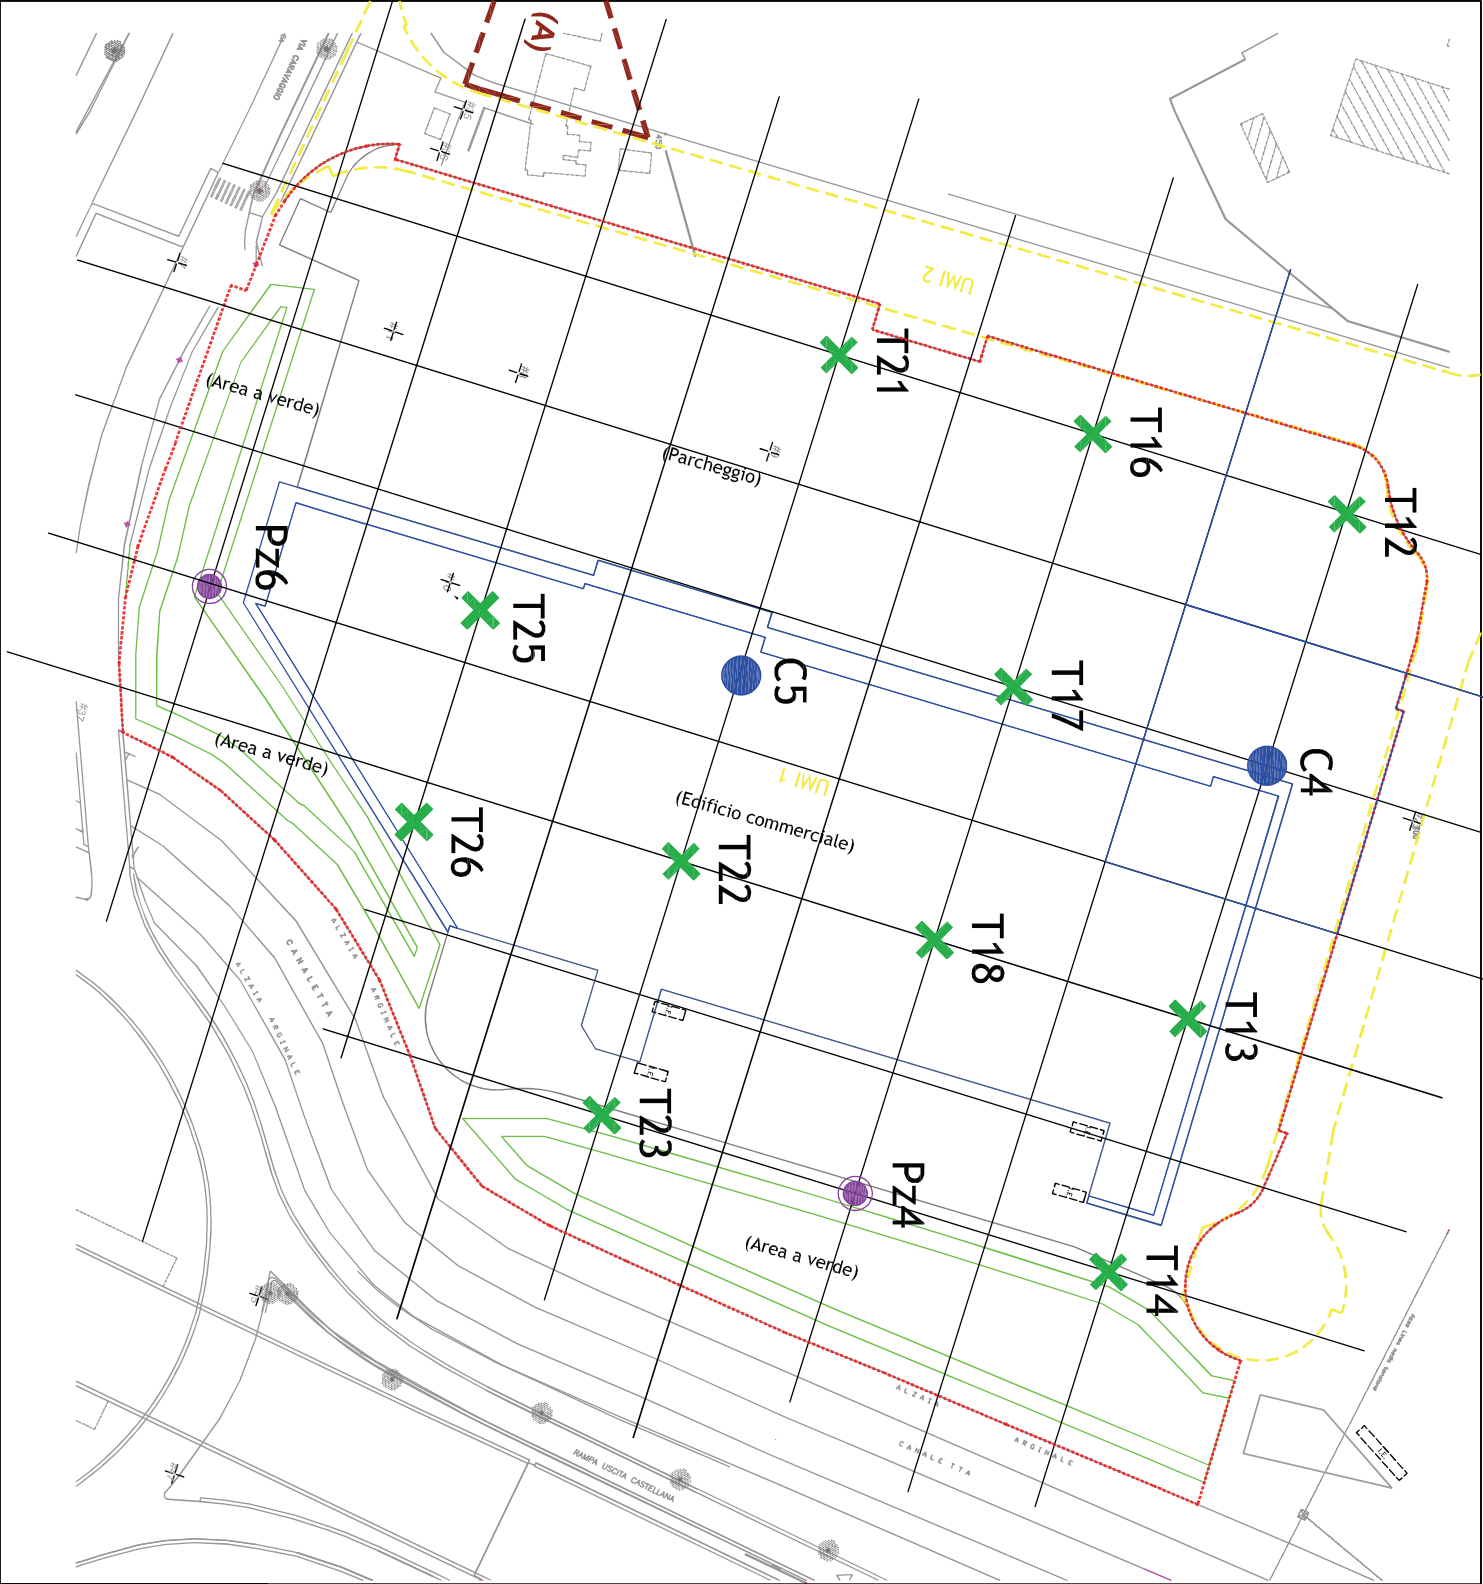 (A)
VIA CARAVAGGIO
UMI 2
T21
(Area a verde)
T16
(Parcheggio)
T12
Pz6
T25
C5
T17
(Area a verde)
UMI 1
C4
(Edificio commerciale)
T26
T22
T18
ALZAIA ARGINALE
CANALETTA
ALZAIA ARGINALE
T13
T23
Pz4
(Area a verde)
T14
ALZAIA ARGINALE
CANALETTA
RAMPA USCITA CASTELLANA